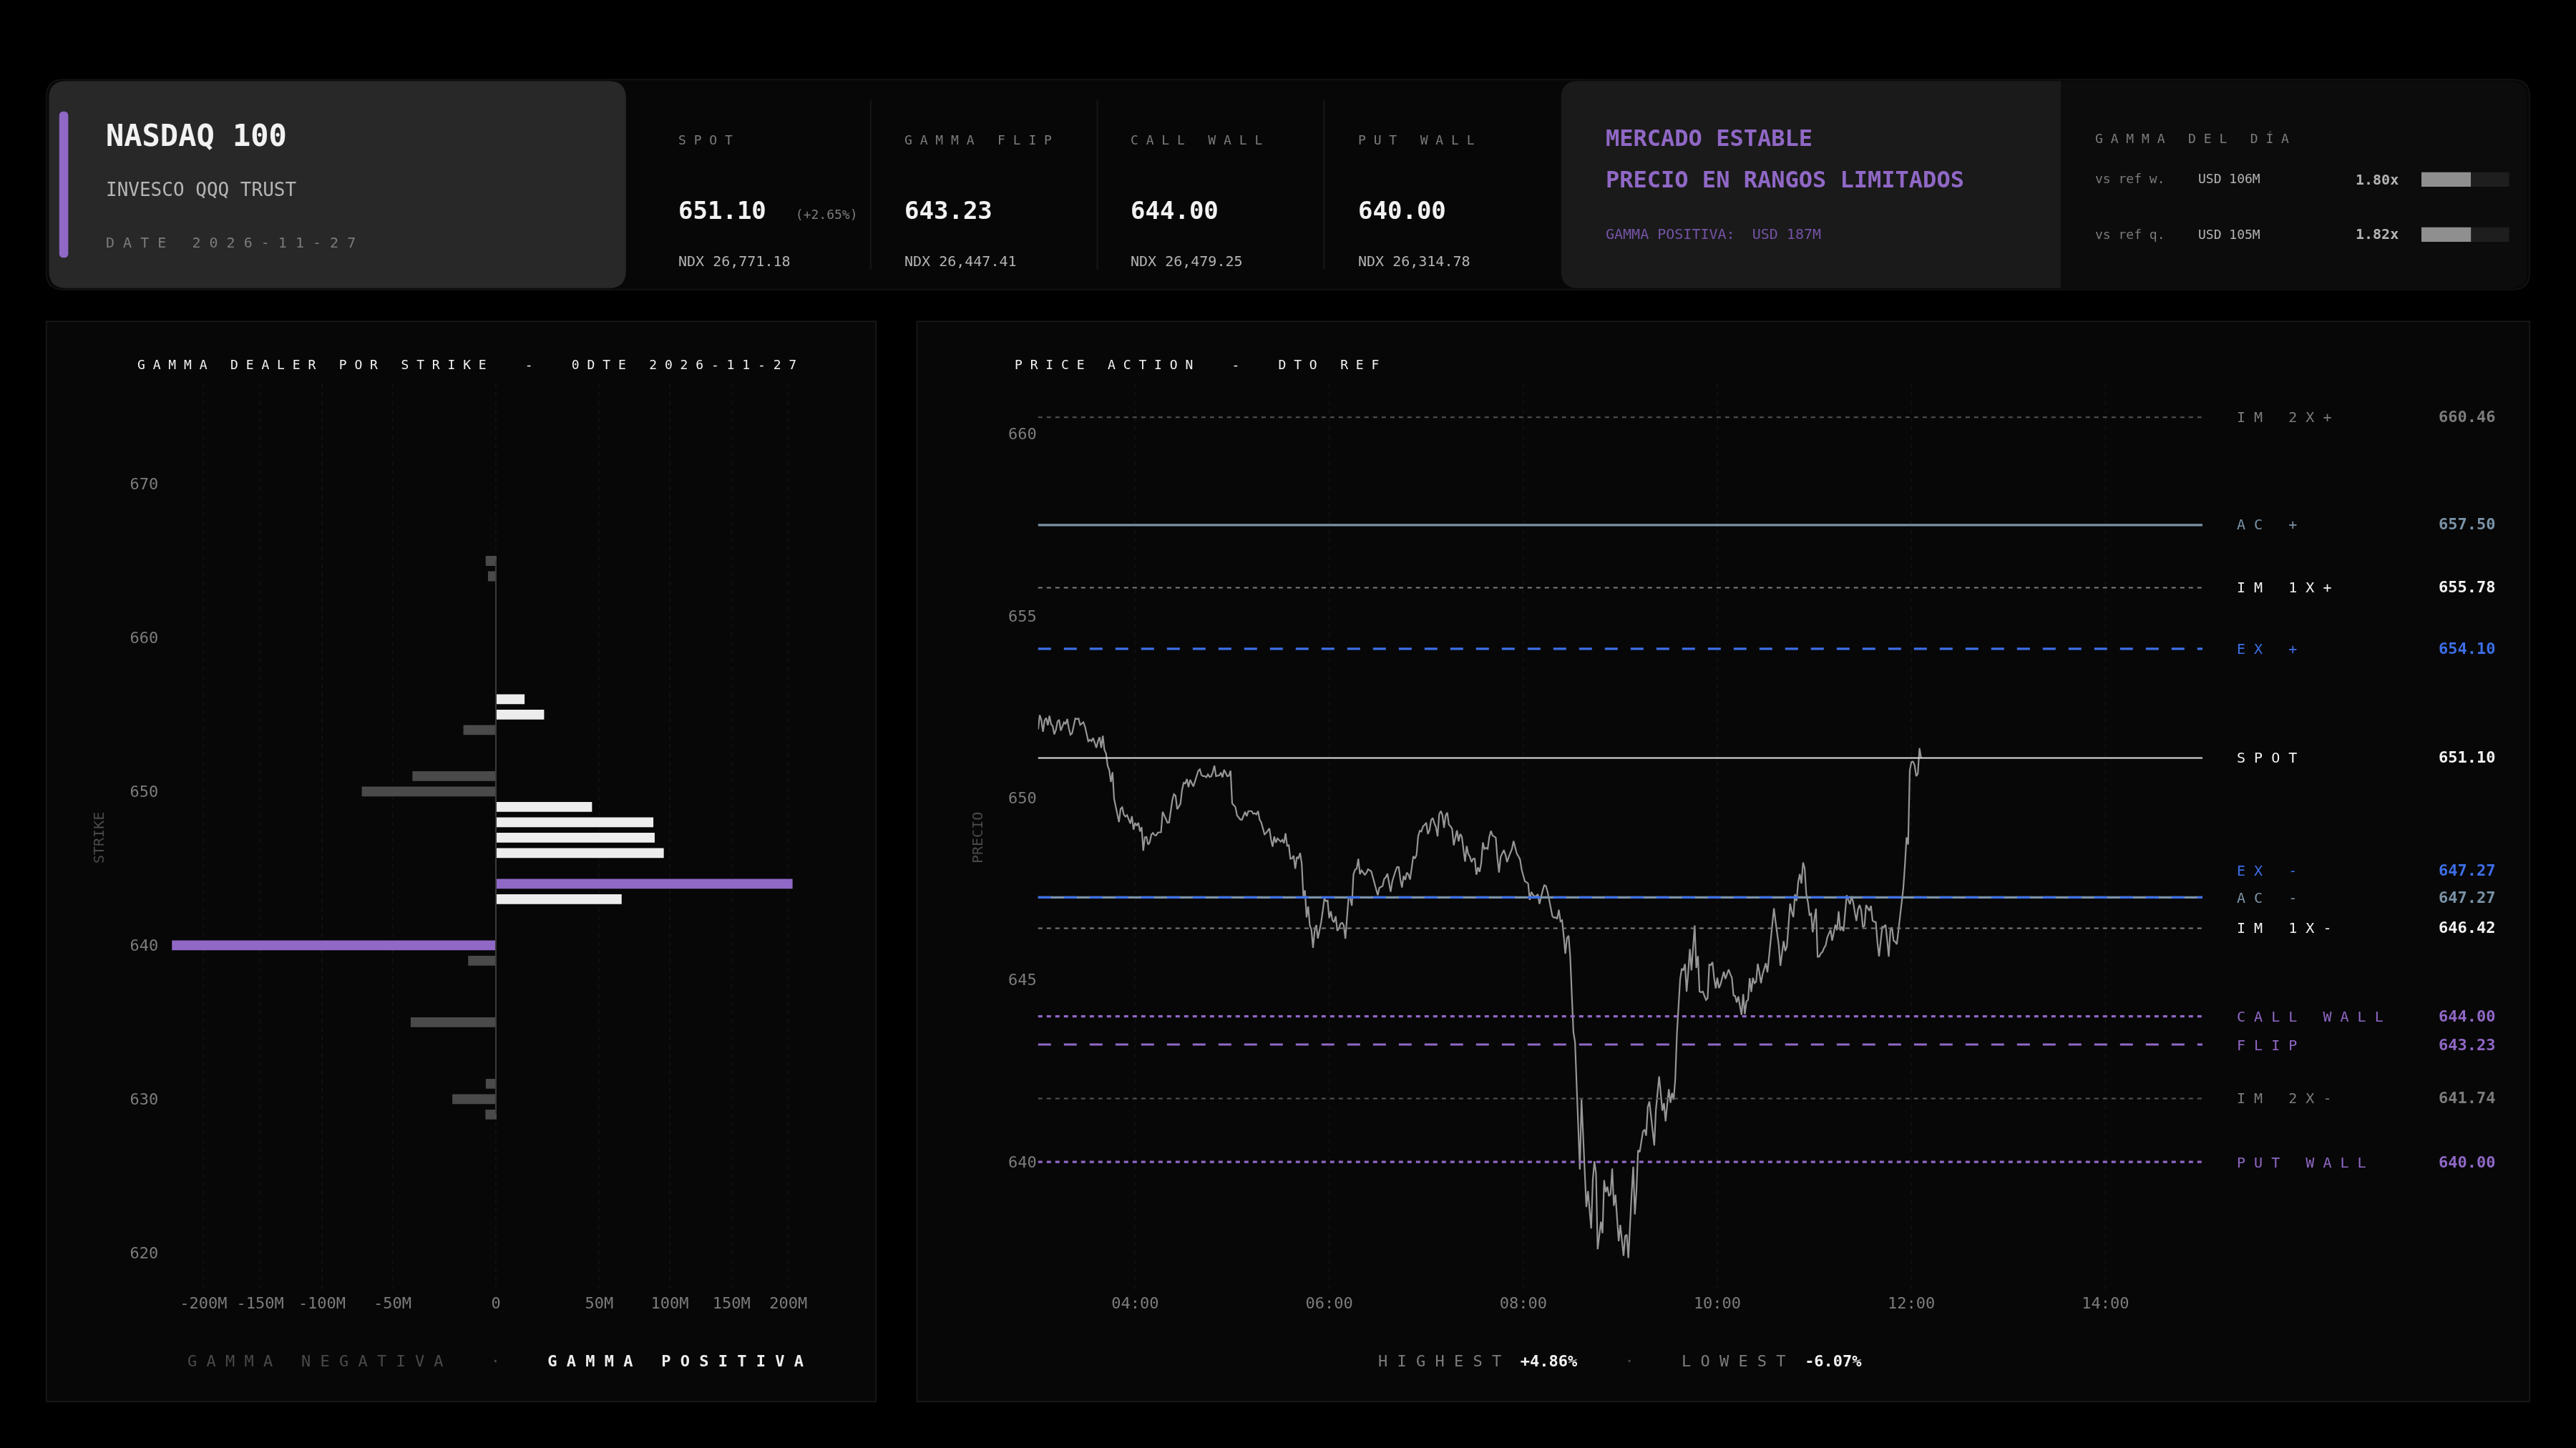 NASDAQ 100
INVESCO QQQ TRUST
DATE 2026-11-27
SPOT
651.10 (+2.65%)
NDX 26,771.18
GAMMA FLIP
643.23
NDX 26,447.41
CALL WALL
644.00
NDX 26,479.25
PUT WALL
640.00
NDX 26,314.78
MERCADO ESTABLE
PRECIO EN RANGOS LIMITADOS
GAMMA POSITIVA: USD 187M
GAMMA DEL DÍA
vs ref w. USD 106M 1.80x
vs ref q. USD 105M 1.82x
GAMMA DEALER POR STRIKE - 0DTE 2026-11-27
670
660
650
640
630
620
STRIKE
-200M -150M -100M -50M 0 50M 100M 150M 200M
GAMMA NEGATIVA · GAMMA POSITIVA
PRICE ACTION - DTO REF
660
655
650
645
640
PRECIO
IM 2X+ 660.46
AC + 657.50
IM 1X+ 655.78
EX + 654.10
SPOT 651.10
EX - 647.27
AC - 647.27
IM 1X- 646.42
CALL WALL 644.00
FLIP 643.23
IM 2X- 641.74
PUT WALL 640.00
04:00 06:00 08:00 10:00 12:00 14:00
HIGHEST +4.86% · LOWEST -6.07%